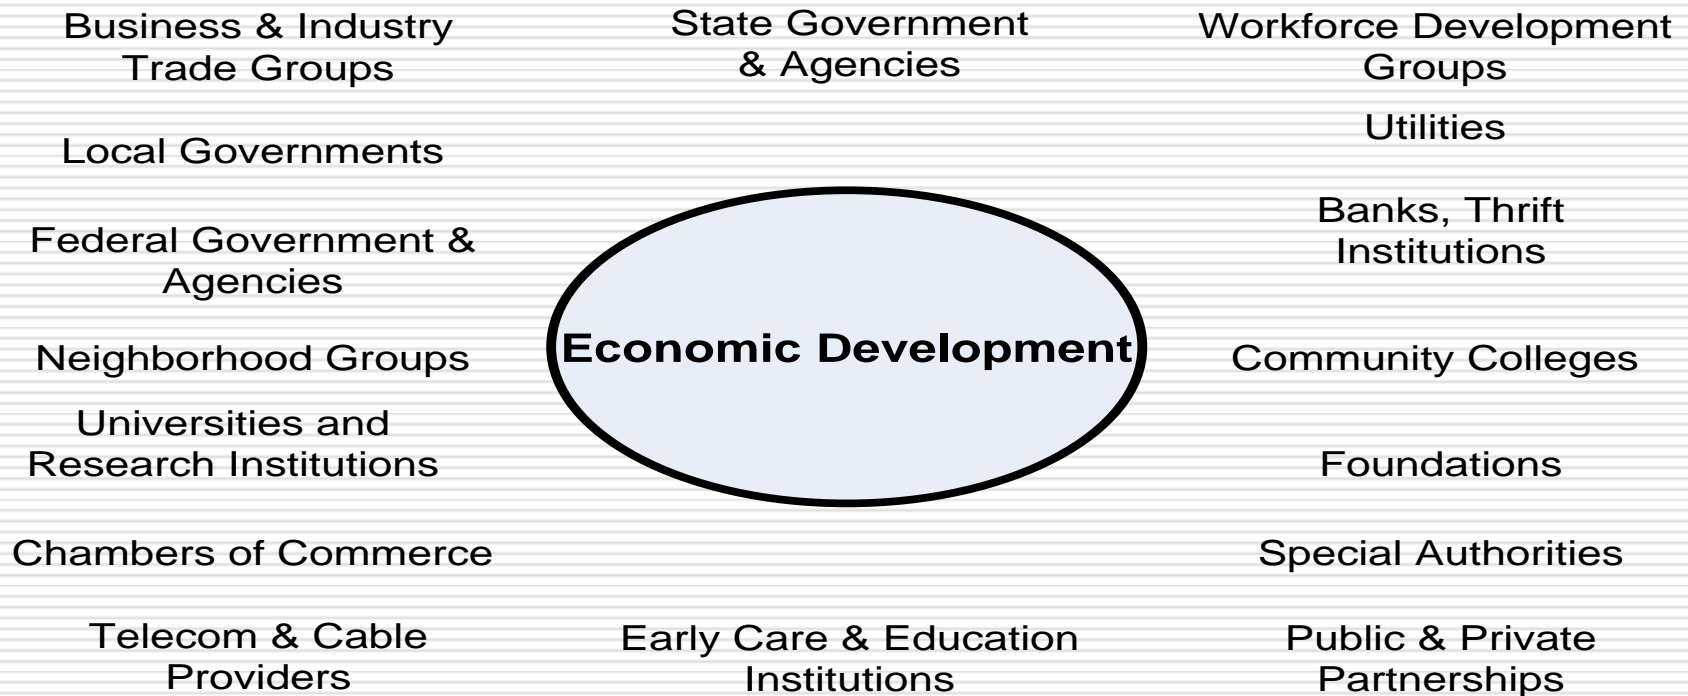 Business & Industry
Trade Groups
State Government
& Agencies
Workforce Development
Groups
Utilities
Local Governments
Banks, Thrift
Institutions
Federal Government &
Agencies
Economic Development
Neighborhood Groups
Community Colleges
Universities and
Research Institutions
Foundations
Chambers of Commerce
Special Authorities
Telecom & Cable
Providers
Early Care & Education
Institutions
Public & Private
Partnerships